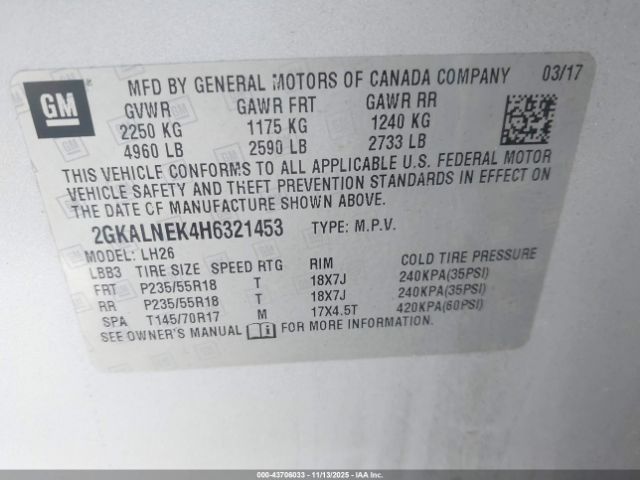 GM
MFD BY GENERAL MOTORS OF CANADA COMPANY 03/17
GVWR GAWR FRT GAWR RR
2250 KG 1175 KG 1240 KG
4960 LB 2590 LB 2733 LB
THIS VEHICLE CONFORMS TO ALL APPLICABLE U.S. FEDERAL MOTOR
VEHICLE SAFETY AND THEFT PREVENTION STANDARDS IN EFFECT ON
THE DATE OF MANUFACTURE SHOWN ABOVE.
2GKALNEK4H6321453 TYPE: M.P.V.
MODEL: LH26
LBB3 TIRE SIZE SPEED RTG RIM COLD TIRE PRESSURE
FRT P235/55R18 T 18X7J 240KPA(35PSI)
RR P235/55R18 T 18X7J 240KPA(35PSI)
SPA T145/70R17 M 17X4.5T 420KPA(60PSI)
SEE OWNER'S MANUAL FOR MORE INFORMATION.
000-43706033 - 11/13/2025 - IAA Corp.